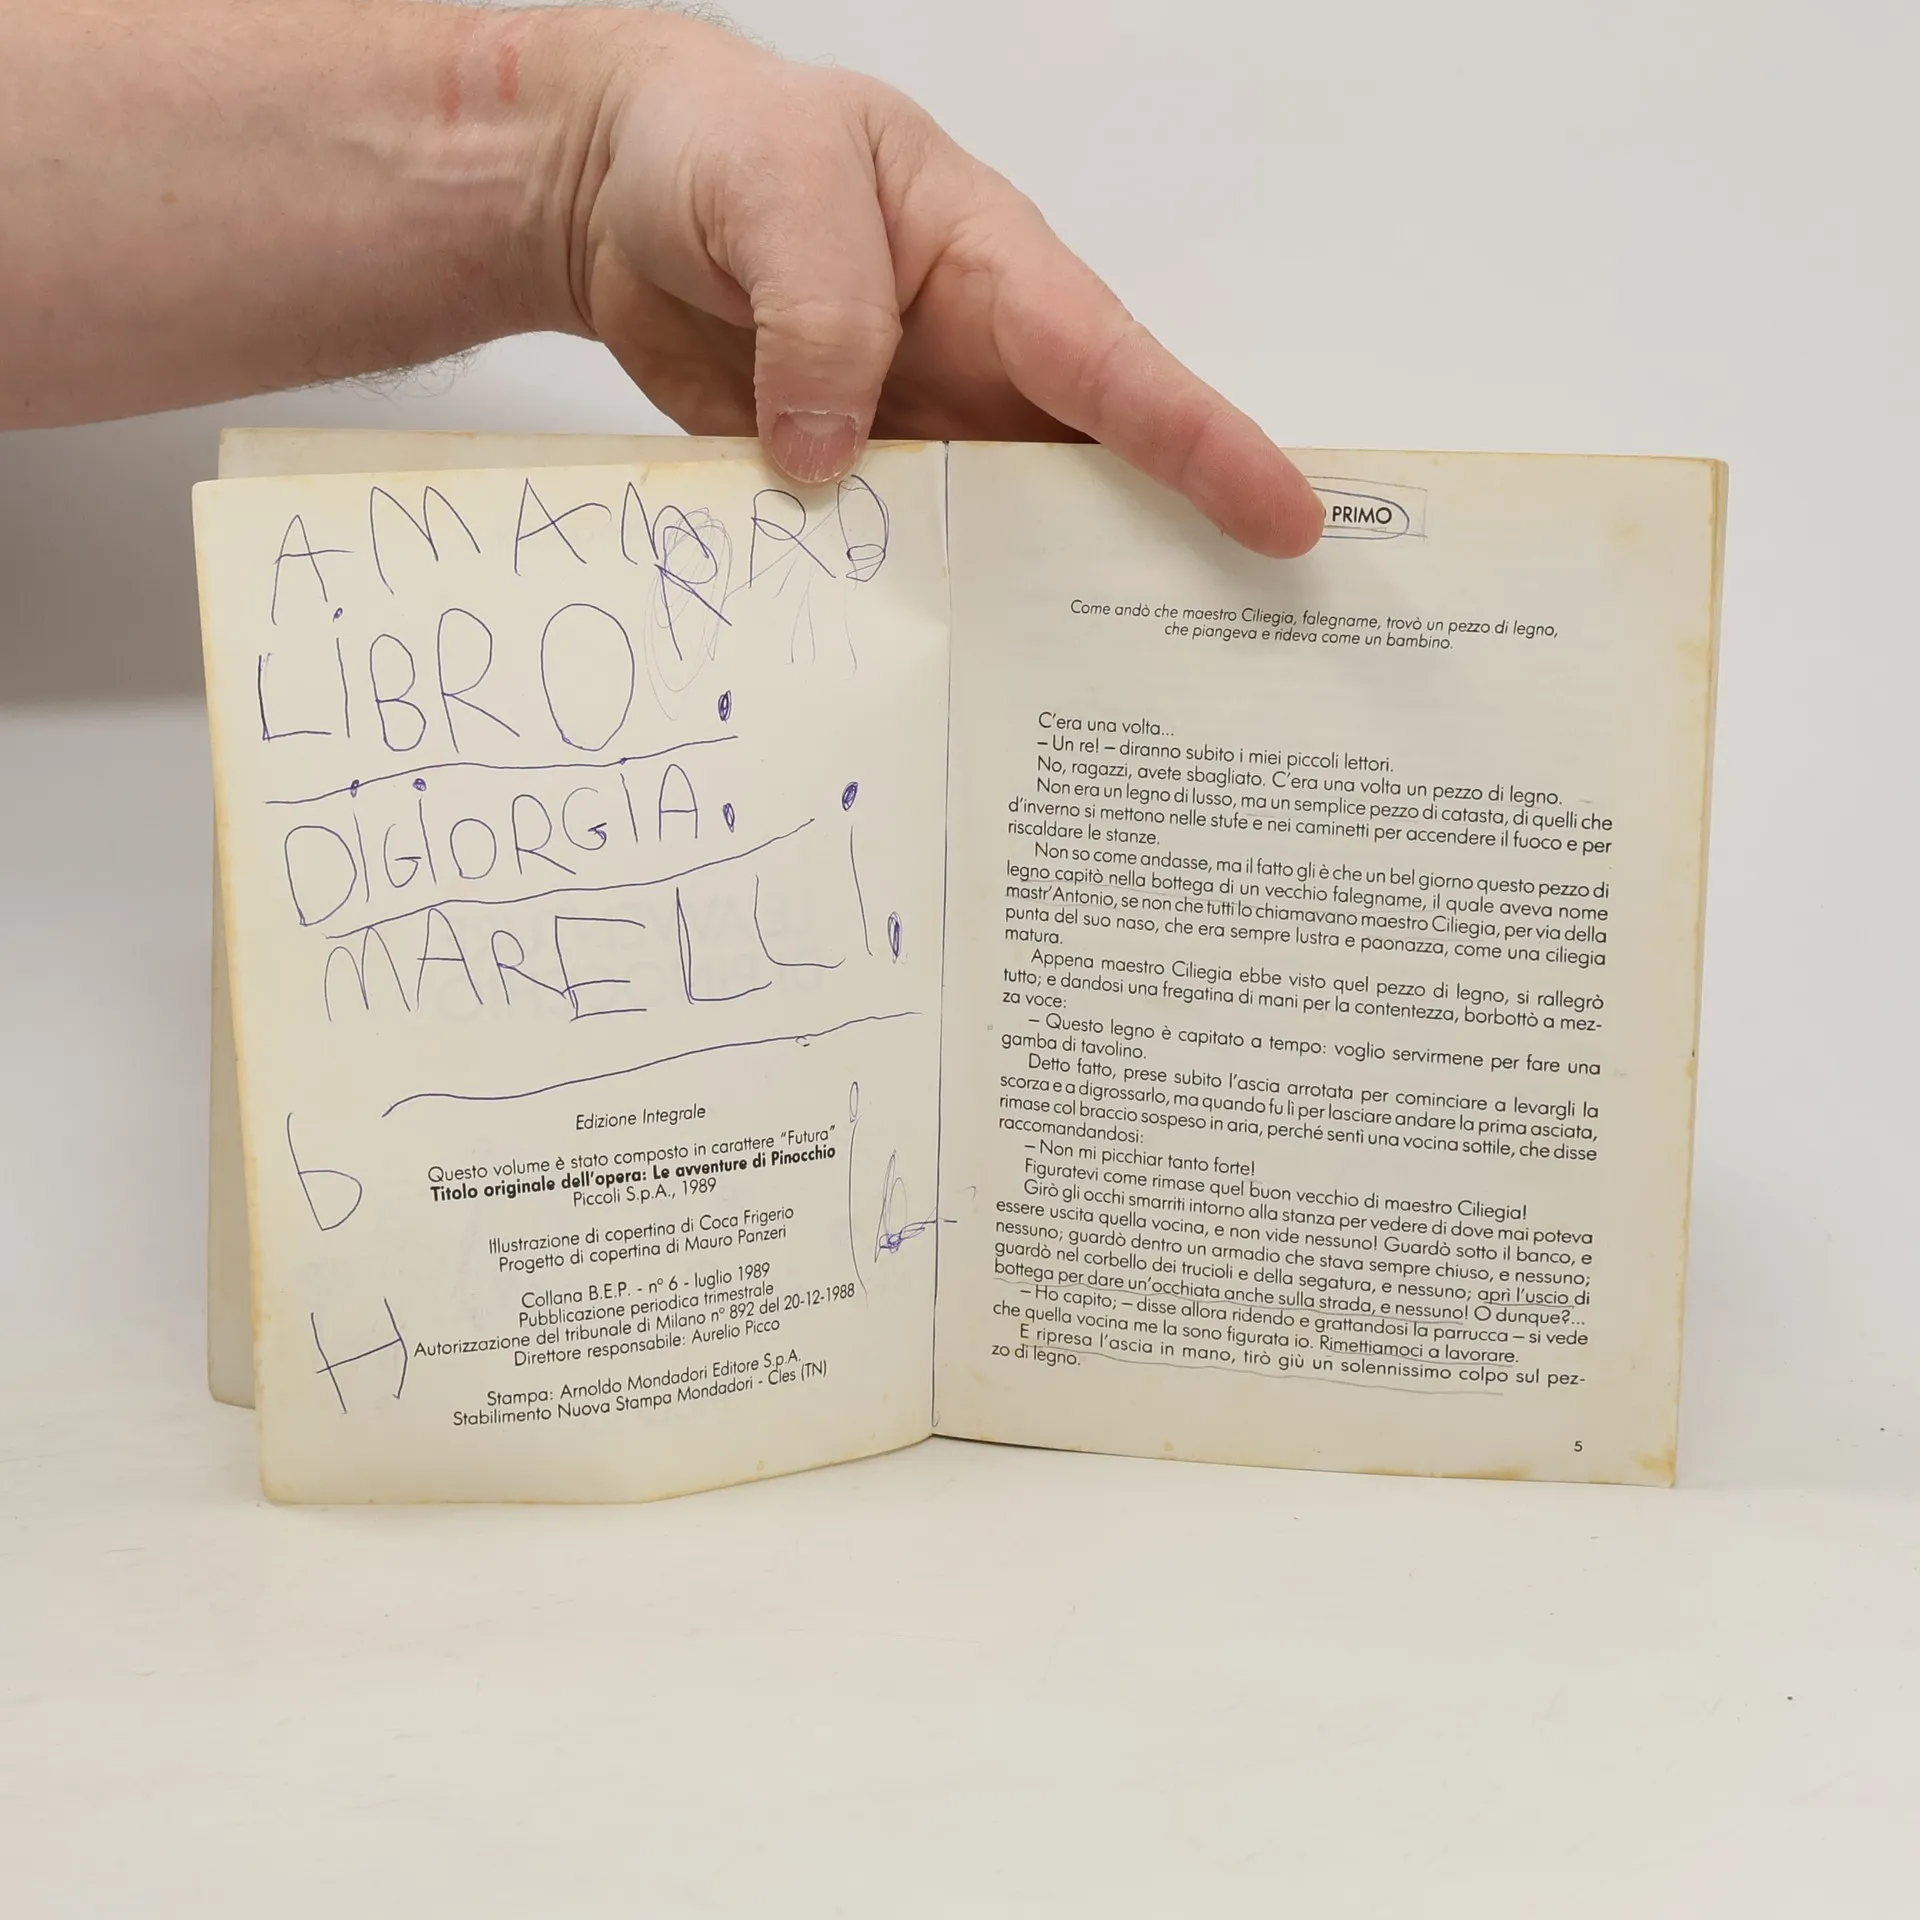 LIBRO.
DI GIORGIA.
MARELLI.
b
H
Edizione Integrale
Questo volume è stato composto in carattere "Futura"
Titolo originale dell'opera: Le avventure di Pinocchio
Piccoli S.p.A., 1989
Illustrazione di copertina di Coca Frigerio
Progetto di copertina di Mauro Panzeri
Collana B.E.P. - n° 6 - luglio 1989
Pubblicazione periodica trimestrale
Autorizzazione del tribunale di Milano n° 892 del 20-12-1988
Direttore responsabile: Aurelio Picco
Stampa: Arnoldo Mondadori Editore S.p.A.
Stabilimento Nuova Stampa Mondadori - Cles (TN)
PRIMO
Come andò che maestro Ciliegia, falegname, trovò un pezzo di legno,
che piangeva e rideva come un bambino.
C'era una volta...
– Un re! – diranno subito i miei piccoli lettori.
No, ragazzi, avete sbagliato. C'era una volta un pezzo di legno.
Non era un legno di lusso, ma un semplice pezzo di catasta, di quelli che
d'inverno si mettono nelle stufe e nei caminetti per accendere il fuoco e per
riscaldare le stanze.
Non so come andasse, ma il fatto gli è che un bel giorno questo pezzo di
legno capitò nella bottega di un vecchio falegname, il quale aveva nome
mastr'Antonio, se non che tutti lo chiamavano maestro Ciliegia, per via della
punta del suo naso, che era sempre lustra e paonazza, come una ciliegia
matura.
Appena maestro Ciliegia ebbe visto quel pezzo di legno, si rallegrò
tutto; e dandosi una fregatina di mani per la contentezza, borbottò a mez-
za voce:
– Questo legno è capitato a tempo: voglio servirmene per fare una
gamba di tavolino.
Detto fatto, prese subito l'ascia arrotata per cominciare a levargli la
scorza e a digrossarlo, ma quando fu lì per lasciare andare la prima asciata,
rimase col braccio sospeso in aria, perché sentì una vocina sottile, che disse
raccomandandosi:
– Non mi picchiar tanto forte!
Figuratevi come rimase quel buon vecchio di maestro Ciliegia!
Girò gli occhi smarriti intorno alla stanza per vedere di dove mai poteva
essere uscita quella vocina, e non vide nessuno! Guardò sotto il banco, e
nessuno; guardò dentro un armadio che stava sempre chiuso, e nessuno;
guardò nel corbello dei trucioli e della segatura, e nessuno; aprì l'uscio di
bottega per dare un'occhiata anche sulla strada, e nessuno! O dunque?...
– Ho capito; – disse allora ridendo e grattandosi la parrucca – si vede
che quella vocina me la sono figurata io. Rimettiamoci a lavorare.
E ripresa l'ascia in mano, tirò giù un solennissimo colpo sul pez-
zo di legno.
5